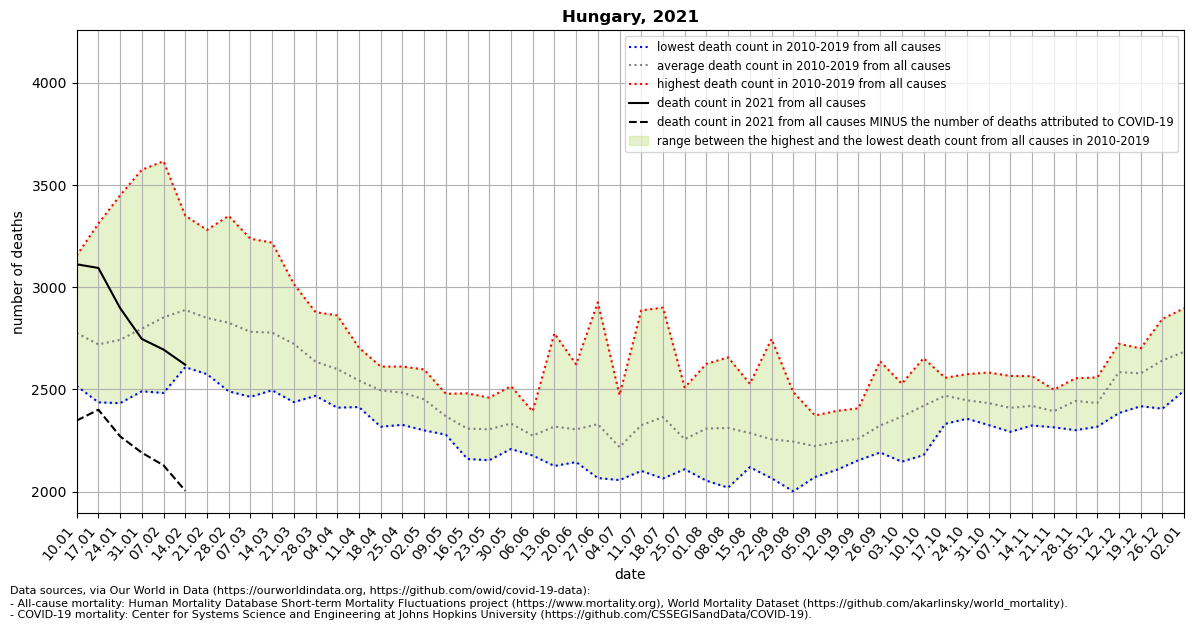 Hungary, 2021
lowest death count in 2010-2019 from all causes
average death count in 2010-2019 from all causes
highest death count in 2010-2019 from all causes
death count in 2021 from all causes
death count in 2021 from all causes MINUS the number of deaths attributed to COVID-19
range between the highest and the lowest death count from all causes in 2010-2019
number of deaths
4000
3500
3000
2500
2000
10.01 17.01 24.01 31.01 07.02 14.02 21.02 28.02 07.03 14.03 21.03 28.03 04.04 11.04 18.04 25.04 02.05 09.05 16.05 23.05 30.05 06.06 13.06 20.06 27.06 04.07 11.07 18.07 25.07 01.08 08.08 15.08 22.08 29.08 05.09 12.09 19.09 26.09 03.10 10.10 17.10 24.10 31.10 07.11 14.11 21.11 28.11 05.12 12.12 19.12 26.12 02.01
date
Data sources, via Our World in Data (https://ourworldindata.org, https://github.com/owid/covid-19-data):
- All-cause mortality: Human Mortality Database Short-term Mortality Fluctuations project (https://www.mortality.org), World Mortality Dataset (https://github.com/akarlinsky/world_mortality).
- COVID-19 mortality: Center for Systems Science and Engineering at Johns Hopkins University (https://github.com/CSSEGISandData/COVID-19).